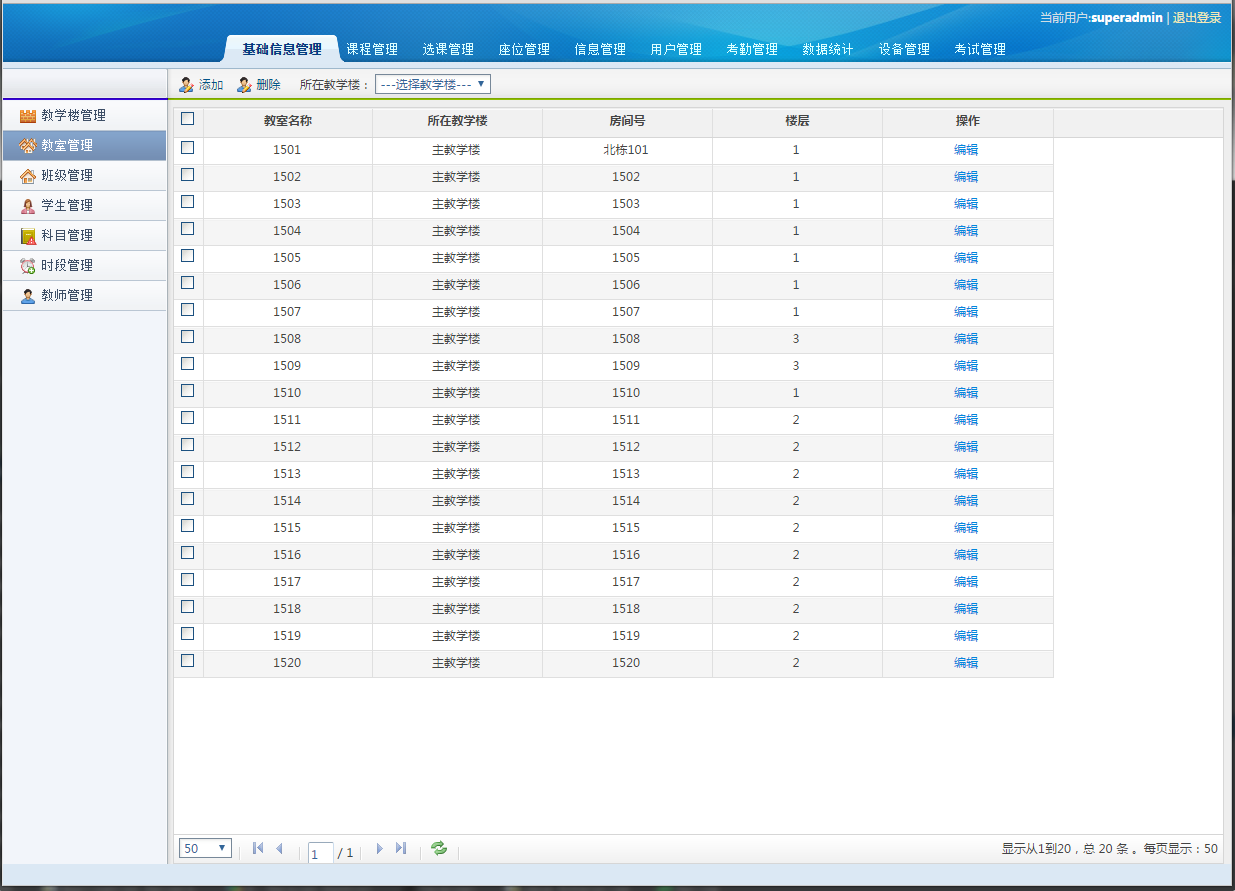 当前用户:superadmin | 退出登录
基础信息管理 课程管理 选课管理 座位管理 信息管理 用户管理 考勤管理 数据统计 设备管理 考试管理
添加 删除 所在教学楼： ---选择教学楼---
教学楼管理
教室管理
班级管理
学生管理
科目管理
时段管理
教师管理
教室名称 所在教学楼 房间号 楼层 操作
1501 主教学楼 北栋101 1 编辑
1502 主教学楼 1502 1 编辑
1503 主教学楼 1503 1 编辑
1504 主教学楼 1504 1 编辑
1505 主教学楼 1505 1 编辑
1506 主教学楼 1506 1 编辑
1507 主教学楼 1507 1 编辑
1508 主教学楼 1508 3 编辑
1509 主教学楼 1509 3 编辑
1510 主教学楼 1510 1 编辑
1511 主教学楼 1511 2 编辑
1512 主教学楼 1512 2 编辑
1513 主教学楼 1513 2 编辑
1514 主教学楼 1514 2 编辑
1515 主教学楼 1515 2 编辑
1516 主教学楼 1516 2 编辑
1517 主教学楼 1517 2 编辑
1518 主教学楼 1518 2 编辑
1519 主教学楼 1519 2 编辑
1520 主教学楼 1520 2 编辑
50 1 / 1 显示从1到20，总 20 条 。每页显示：50